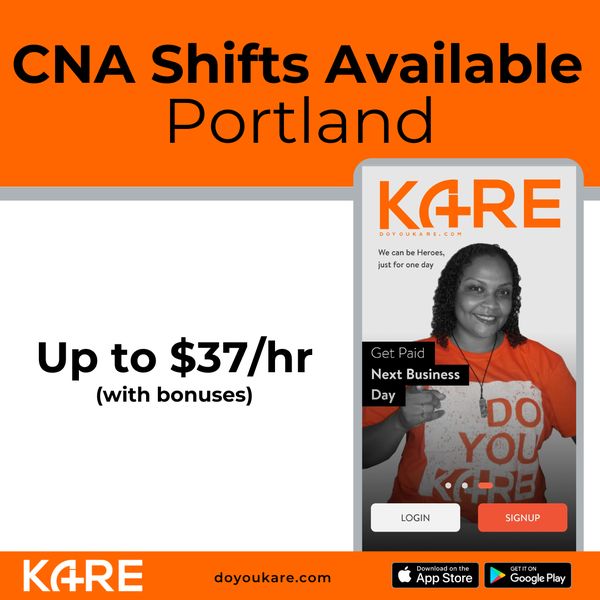 CNA Shifts Available
Portland
KARE
DOYOUKARE.COM
We can be Heroes,
just for one day
Up to $37/hr
(with bonuses)
Get Paid
Next Business
Day
DO
YOU
KARE
LOGIN
SIGNUP
KARE
doyoukare.com
Download on the
App Store
GET IT ON
Google Play